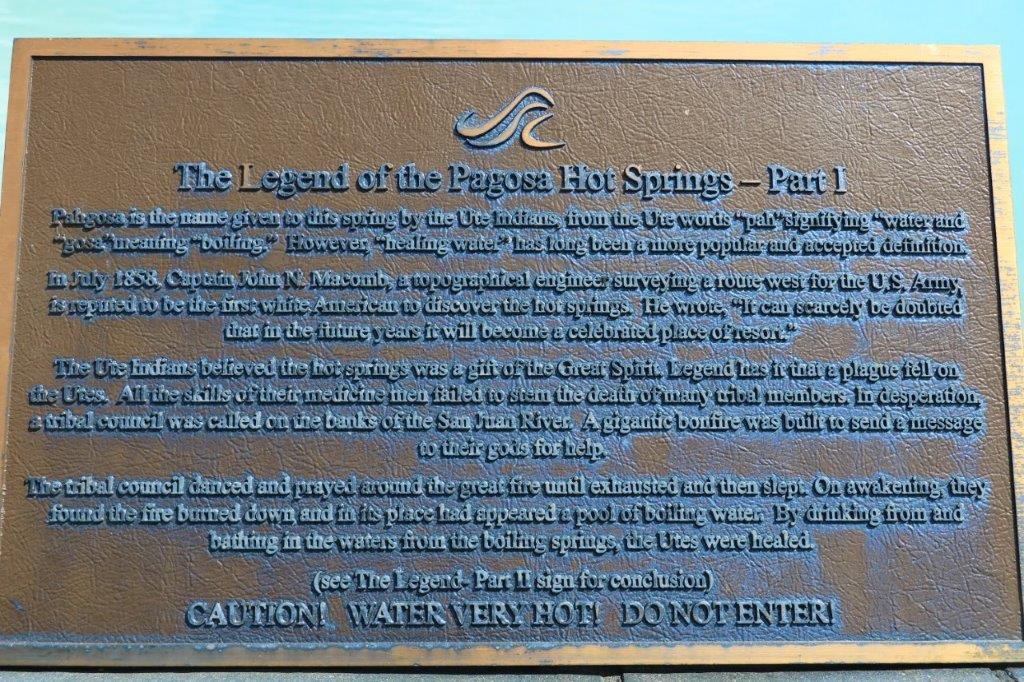 The Legend of the Pagosa Hot Springs – Part I
Pahgosa is the name given to this spring by the Ute Indians, from the Ute words "pah" signifying "water and
"gosa" meaning "boiling." However, "healing water" has long been a more popular and accepted definition.
In July 1858, Captain John N. Macomb, a topographical engineer surveying a route west for the U.S. Army,
is reputed to be the first white American to discover the hot springs. He wrote, "It can scarcely be doubted
that in the future years it will become a celebrated place of resort."
The Ute Indians believed the hot springs was a gift of the Great Spirit. Legend has it that a plague fell on
the Utes. All the skills of their medicine men failed to stem the death of many tribal members. In desperation,
a tribal council was called on the banks of the San Juan River. A gigantic bonfire was built to send a message
to their gods for help.
The tribal council danced and prayed around the great fire until exhausted and then slept. On awakening, they
found the fire burned down, and in its place had appeared a pool of boiling water. By drinking from and
bathing in the waters from the boiling springs, the Utes were healed.
(see The Legend- Part II sign for conclusion)
CAUTION! WATER VERY HOT! DO NOT ENTER!